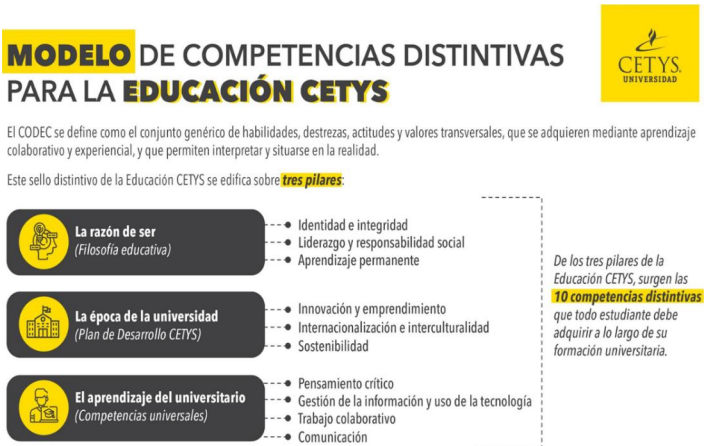 MODELO DE COMPETENCIAS DISTINTIVAS
PARA LA EDUCACIÓN CETYS
CETYS
UNIVERSIDAD
El CODEC se define como el conjunto genérico de habilidades, destrezas, actitudes y valores transversales, que se adquieren mediante aprendizaje
colaborativo y experiencial, y que permiten interpretar y situarse en la realidad.
Este sello distintivo de la Educación CETYS se edifica sobre tres pilares:
La razón de ser
(Filosofía educativa)
Identidad e integridad
Liderazgo y responsabilidad social
Aprendizaje permanente
La época de la universidad
(Plan de Desarrollo CETYS)
Innovación y emprendimiento
Internacionalización e interculturalidad
Sostenibilidad
El aprendizaje del universitario
(Competencias universales)
Pensamiento crítico
Gestión de la información y uso de la tecnología
Trabajo colaborativo
Comunicación
De los tres pilares de la
Educación CETYS, surgen las
10 competencias distintivas
que todo estudiante debe
adquirir a lo largo de su
formación universitaria.